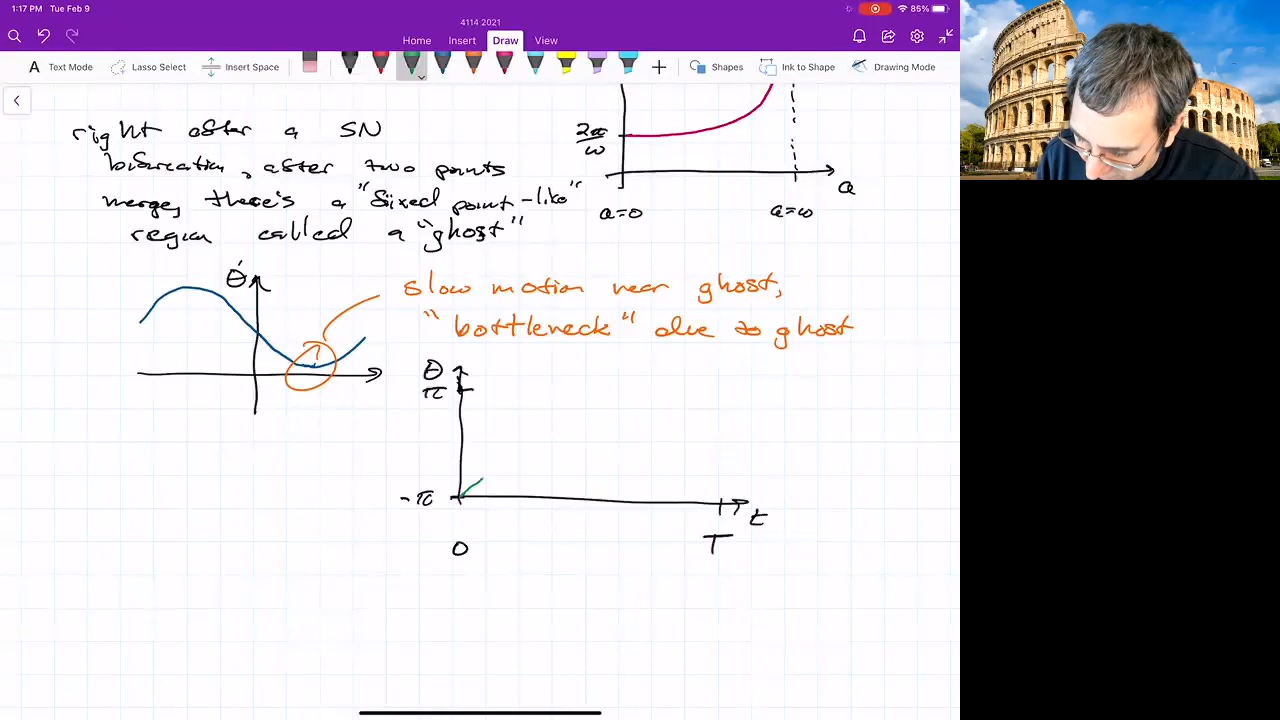 1:17 PM Tue Feb 9
85%
4114 2021
Home Insert Draw View
A Text Mode Lasso Select Insert Space Shapes Ink to Shape Drawing Mode
right after a SN
bifurcation, after two points
merge, there's a "fixed point-like"
region called a "ghost"
2π
ω
a
a=0 a=ω
θ̇
slow motion near ghost,
"bottleneck" due to ghost
θ
π
-π
t
0 T